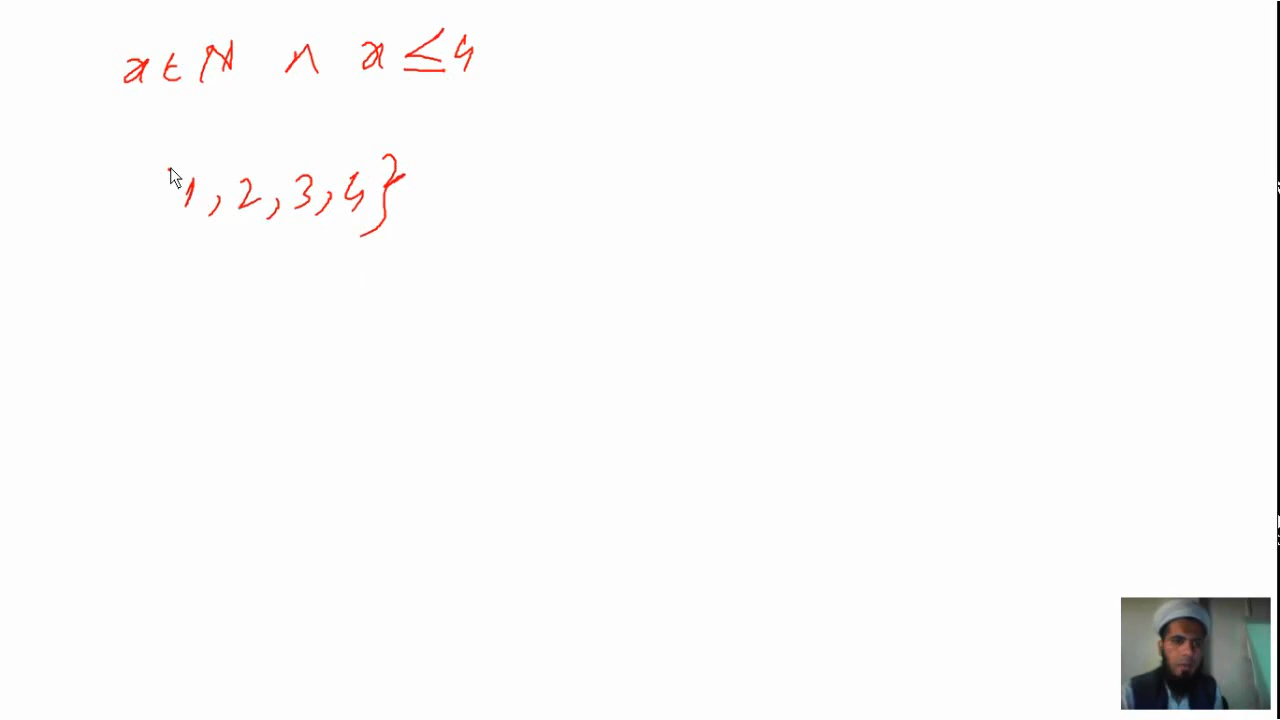 x ∈ ℕ ∧ x ≤ 4
1, 2, 3, 4}